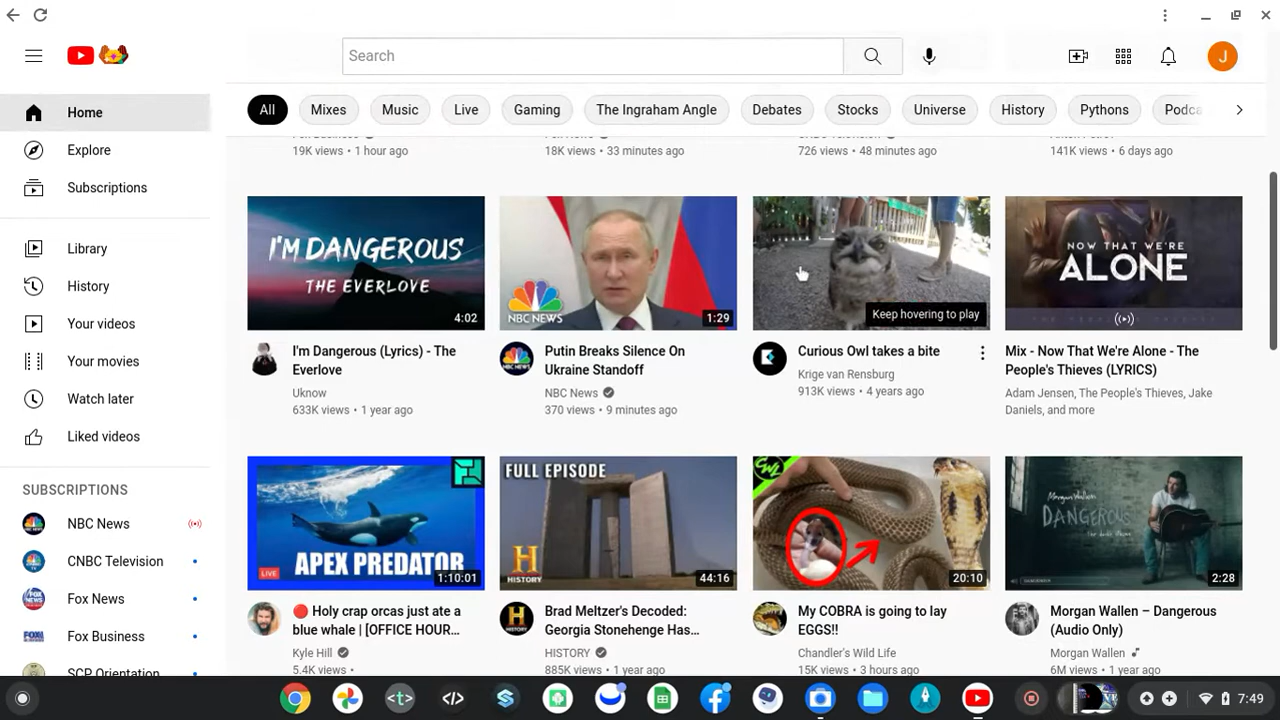 Search
J
All
Mixes
Music
Live
Gaming
The Ingraham Angle
Debates
Stocks
Universe
History
Pythons
Podca
Home
Explore
Subscriptions
Library
History
Your videos
Your movies
Watch later
Liked videos
SUBSCRIPTIONS
NBC News
CNBC Television
Fox News
Fox Business
SCP Orientation
19K views • 1 hour ago
18K views • 33 minutes ago
726 views • 48 minutes ago
141K views • 6 days ago
I'M DANGEROUS
THE EVERLOVE
4:02
NBC NEWS
1:29
Keep hovering to play
NOW THAT WE'RE
ALONE
I'm Dangerous (Lyrics) - The
Everlove
Uknow
633K views • 1 year ago
Putin Breaks Silence On
Ukraine Standoff
NBC News
370 views • 9 minutes ago
Curious Owl takes a bite
Krige van Rensburg
913K views • 4 years ago
Mix - Now That We're Alone - The
People's Thieves (LYRICS)
Adam Jensen, The People's Thieves, Jake
Daniels, and more
APEX PREDATOR
LIVE
1:10:01
FULL EPISODE
H
HISTORY
44:16
CWL
20:10
Morgan Wallen
DANGEROUS
2:28
🔴 Holy crap orcas just ate a
blue whale | [OFFICE HOUR...
Kyle Hill
5.4K views •
Brad Meltzer's Decoded:
Georgia Stonehenge Has...
HISTORY
885K views • 1 year ago
My COBRA is going to lay
EGGS!!
Chandler's Wild Life
15K views • 3 hours ago
Morgan Wallen – Dangerous
(Audio Only)
Morgan Wallen
6M views • 1 year ago
7:49